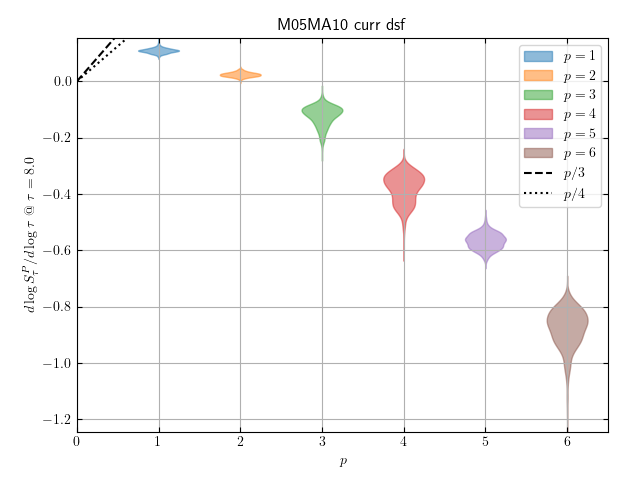 M05MA10 curr dsf
d log S_τ^P / d log τ @ τ = 8.0
0.0
−0.2
−0.4
−0.6
−0.8
−1.0
−1.2
0 1 2 3 4 5 6
p
p = 1
p = 2
p = 3
p = 4
p = 5
p = 6
p/3
p/4